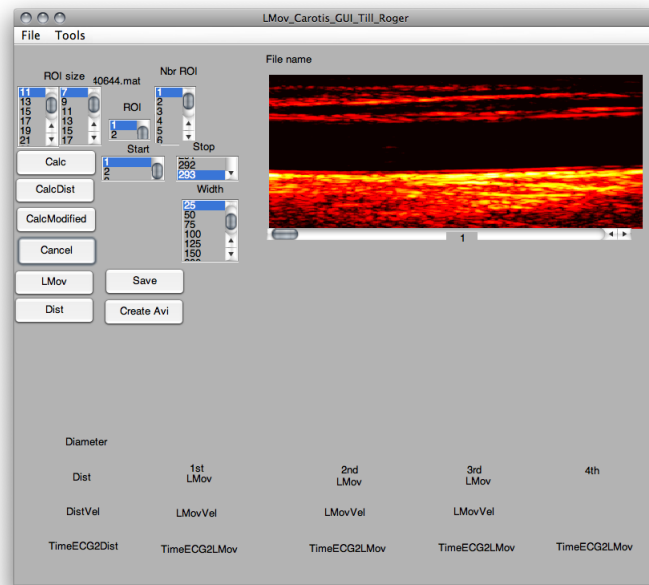 LMov_Carotis_GUI_Till_Roger
File Tools
File name
ROI size 40644.mat Nbr ROI
11 7 1
13 9 2
15 11 3
17 13 4
19 15 5
21 17 6
ROI
1
2
Start Stop
1 292
2 293
Calc
CalcDist
CalcModified
Cancel
LMov
Dist
Save
Create Avi
Width
25
50
75
100
125
150
1
Diameter
Dist 1st LMov 2nd LMov 3rd LMov 4th
DistVel LMovVel LMovVel LMovVel
TimeECG2Dist TimeECG2LMov TimeECG2LMov TimeECG2LMov TimeECG2LMov